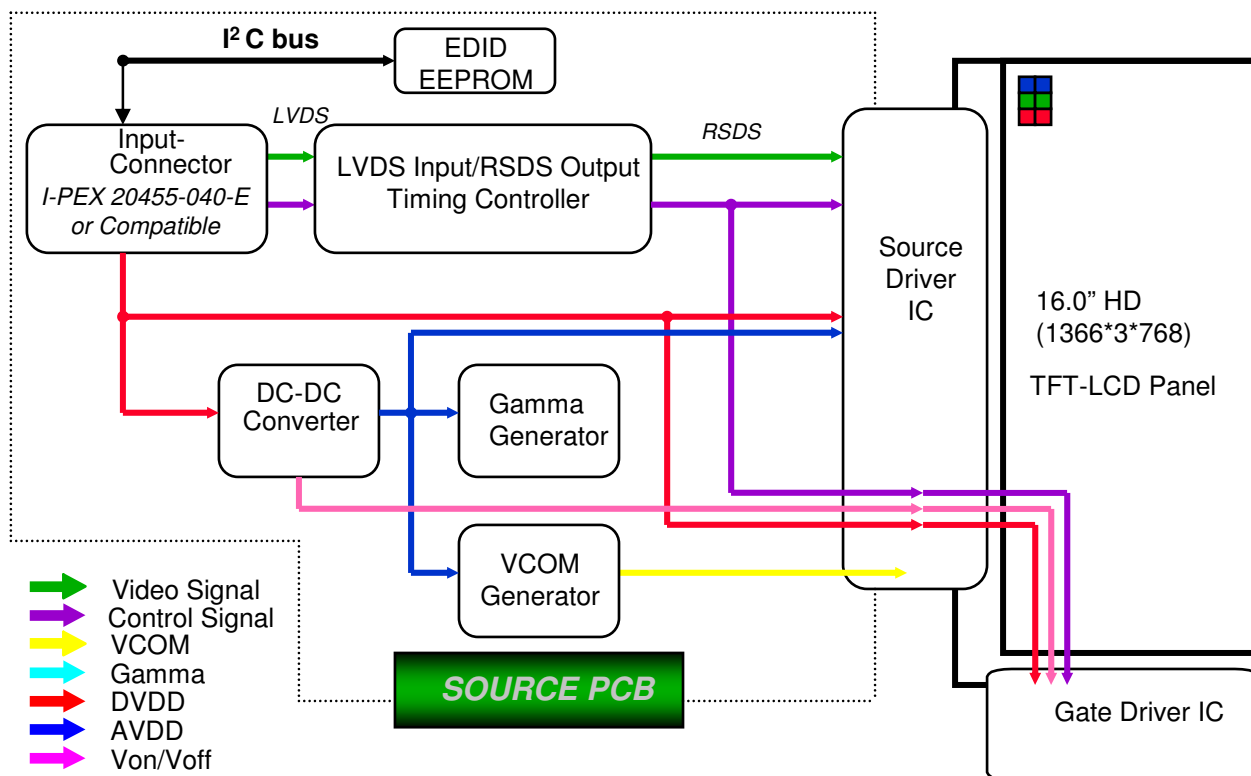 I² C bus
EDID
EEPROM
LVDS
RSDS
Input-
Connector
I-PEX 20455-040-E
or Compatible
LVDS Input/RSDS Output
Timing Controller
Source
Driver
IC
16.0” HD
(1366*3*768)
TFT-LCD Panel
DC-DC
Converter
Gamma
Generator
VCOM
Generator
Video Signal
Control Signal
VCOM
Gamma
DVDD
AVDD
Von/Voff
SOURCE PCB
Gate Driver IC